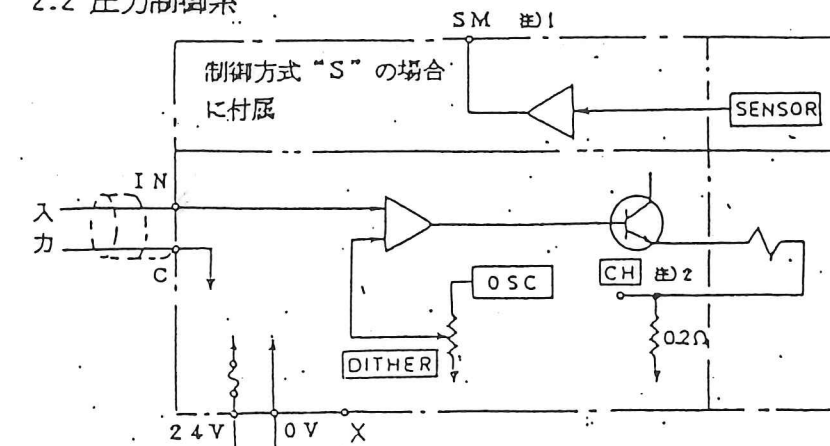 2.2 圧力制御系
SM 注)1
制御方式“S”の場合
に付属
SENSOR
IN
入
力
C
OSC
CH 注)2
0.2Ω
DITHER
24V 0V X